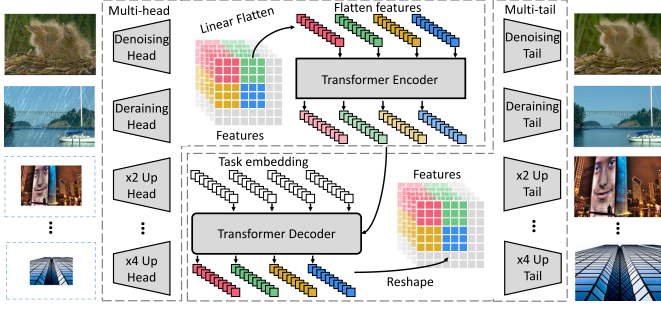 Multi-head
Linear Flatten
Flatten features
Multi-tail
Denoising
Head
Transformer Encoder
Denoising
Tail
Deraining
Head
Features
Deraining
Tail
Task embedding
x2 Up
Head
Features
x2 Up
Tail
Transformer Decoder
x4 Up
Head
Reshape
x4 Up
Tail